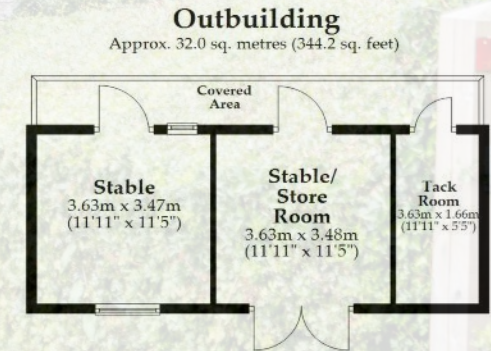 Outbuilding
Approx. 32.0 sq. metres (344.2 sq. feet)
Covered
Area
Stable
3.63m x 3.47m
(11'11" x 11'5")
Stable/
Store
Room
3.63m x 3.48m
(11'11" x 11'5")
Tack
Room
3.63m x 1.66m
(11'11" x 5'5")